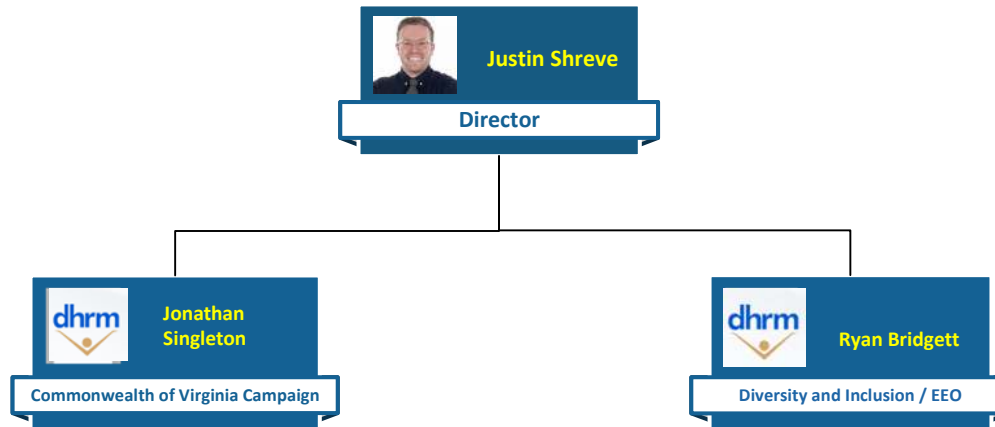 Justin Shreve
Director
dhrm
Jonathan
Singleton
Commonwealth of Virginia Campaign
dhrm
Ryan Bridgett
Diversity and Inclusion / EEO